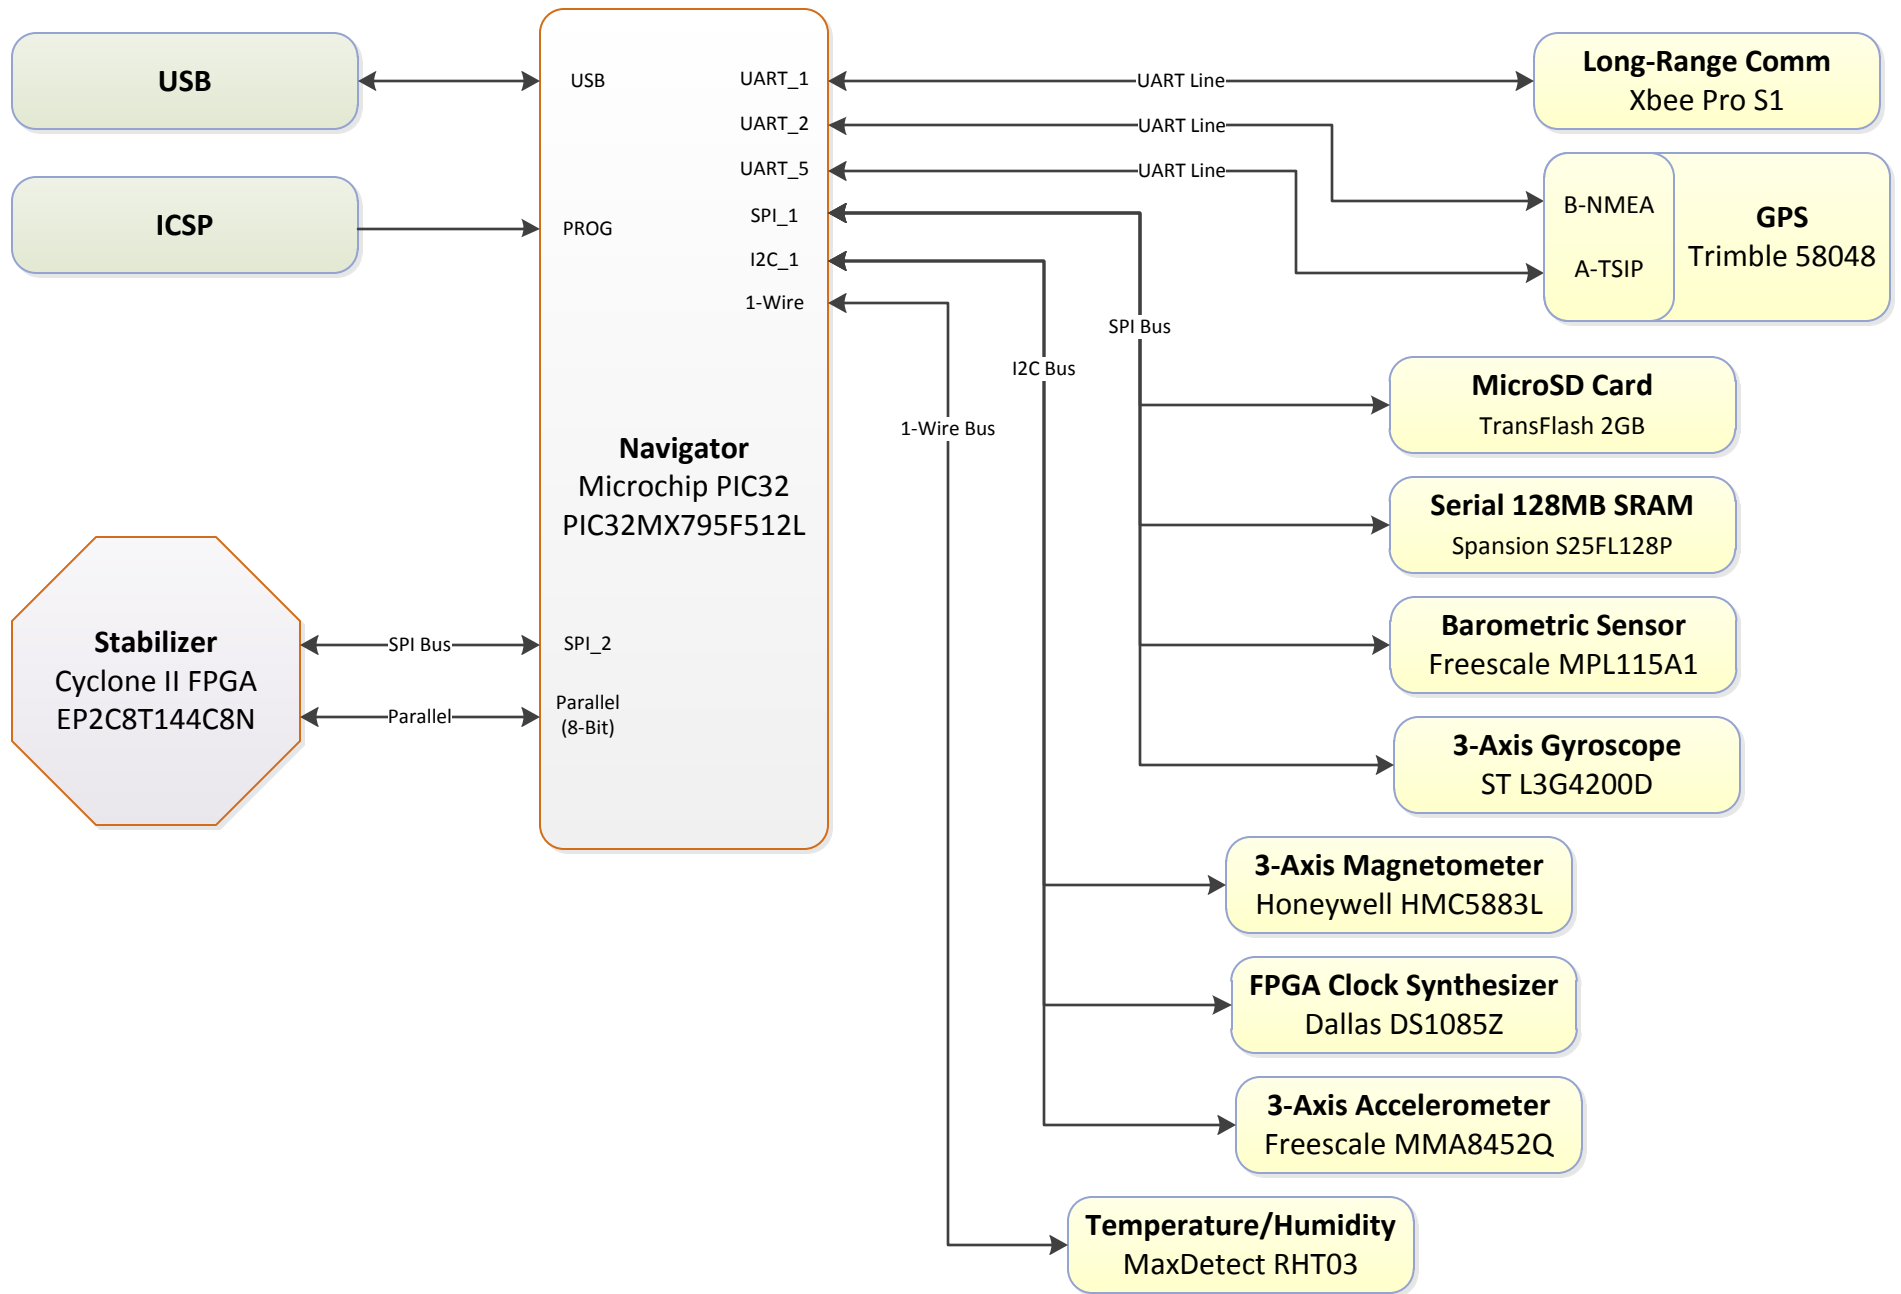 USB
ICSP
USB
PROG
UART_1
UART_2
UART_5
SPI_1
I2C_1
1-Wire
Navigator
Microchip PIC32
PIC32MX795F512L
SPI_2
Parallel
(8-Bit)
Stabilizer
Cyclone II FPGA
EP2C8T144C8N
SPI Bus
Parallel
UART Line
UART Line
UART Line
SPI Bus
I2C Bus
1-Wire Bus
Long-Range Comm
Xbee Pro S1
B-NMEA
A-TSIP
GPS
Trimble 58048
MicroSD Card
TransFlash 2GB
Serial 128MB SRAM
Spansion S25FL128P
Barometric Sensor
Freescale MPL115A1
3-Axis Gyroscope
ST L3G4200D
3-Axis Magnetometer
Honeywell HMC5883L
FPGA Clock Synthesizer
Dallas DS1085Z
3-Axis Accelerometer
Freescale MMA8452Q
Temperature/Humidity
MaxDetect RHT03